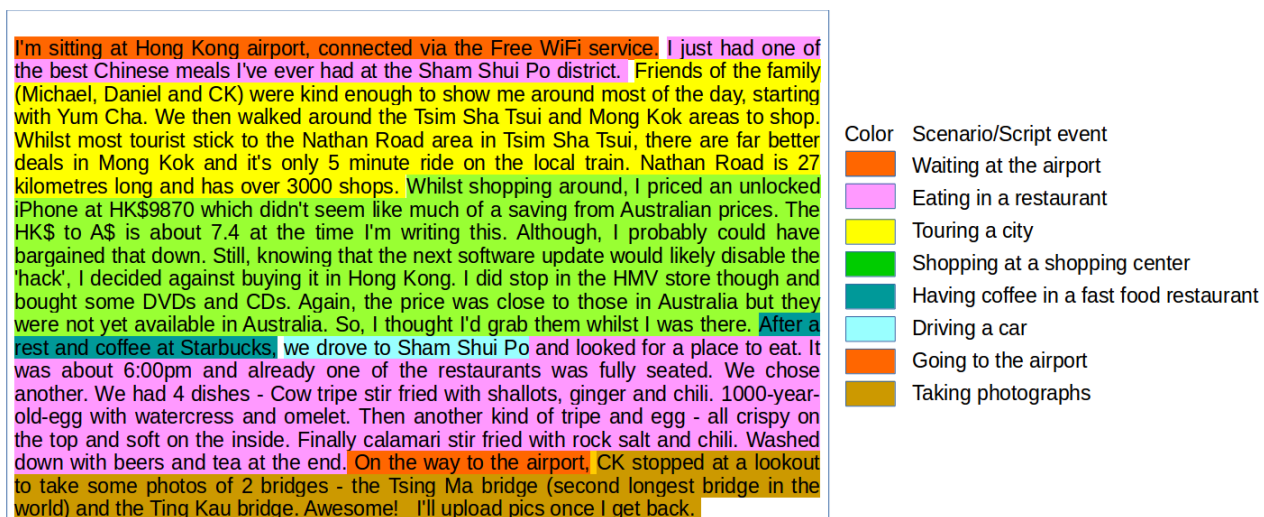 I'm sitting at Hong Kong airport, connected via the Free WiFi service. I just had one of
the best Chinese meals I've ever had at the Sham Shui Po district. Friends of the family
(Michael, Daniel and CK) were kind enough to show me around most of the day, starting
with Yum Cha. We then walked around the Tsim Sha Tsui and Mong Kok areas to shop.
Whilst most tourist stick to the Nathan Road area in Tsim Sha Tsui, there are far better
deals in Mong Kok and it's only 5 minute ride on the local train. Nathan Road is 27
kilometres long and has over 3000 shops. Whilst shopping around, I priced an unlocked
iPhone at HK$9870 which didn't seem like much of a saving from Australian prices. The
HK$ to A$ is about 7.4 at the time I'm writing this. Although, I probably could have
bargained that down. Still, knowing that the next software update would likely disable the
'hack', I decided against buying it in Hong Kong. I did stop in the HMV store though and
bought some DVDs and CDs. Again, the price was close to those in Australia but they
were not yet available in Australia. So, I thought I'd grab them whilst I was there. After a
rest and coffee at Starbucks, we drove to Sham Shui Po and looked for a place to eat. It
was about 6:00pm and already one of the restaurants was fully seated. We chose
another. We had 4 dishes - Cow tripe stir fried with shallots, ginger and chili. 1000-year-
old-egg with watercress and omelet. Then another kind of tripe and egg - all crispy on
the top and soft on the inside. Finally calamari stir fried with rock salt and chili. Washed
down with beers and tea at the end. On the way to the airport, CK stopped at a lookout
to take some photos of 2 bridges - the Tsing Ma bridge (second longest bridge in the
world) and the Ting Kau bridge. Awesome! I'll upload pics once I get back.
Color Scenario/Script event
Waiting at the airport
Eating in a restaurant
Touring a city
Shopping at a shopping center
Having coffee in a fast food restaurant
Driving a car
Going to the airport
Taking photographs